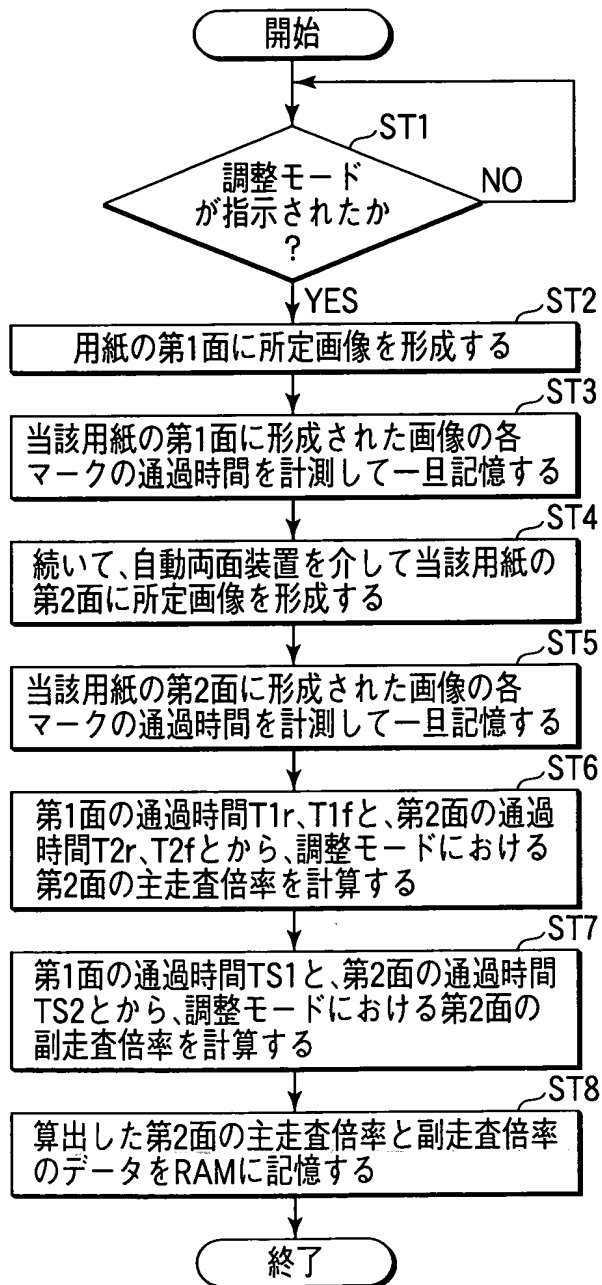 開始
ST1
調整モード
が指示されたか
?
NO
YES
ST2
用紙の第1面に所定画像を形成する
ST3
当該用紙の第1面に形成された画像の各
マークの通過時間を計測して一旦記憶する
ST4
続いて、自動両面装置を介して当該用紙の
第2面に所定画像を形成する
ST5
当該用紙の第2面に形成された画像の各
マークの通過時間を計測して一旦記憶する
ST6
第1面の通過時間T1r、T1fと、第2面の通過
時間T2r、T2fとから、調整モードにおける
第2面の主走査倍率を計算する
ST7
第1面の通過時間TS1と、第2面の通過時間
TS2とから、調整モードにおける第2面の
副走査倍率を計算する
ST8
算出した第2面の主走査倍率と副走査倍率
のデータをRAMに記憶する
終了